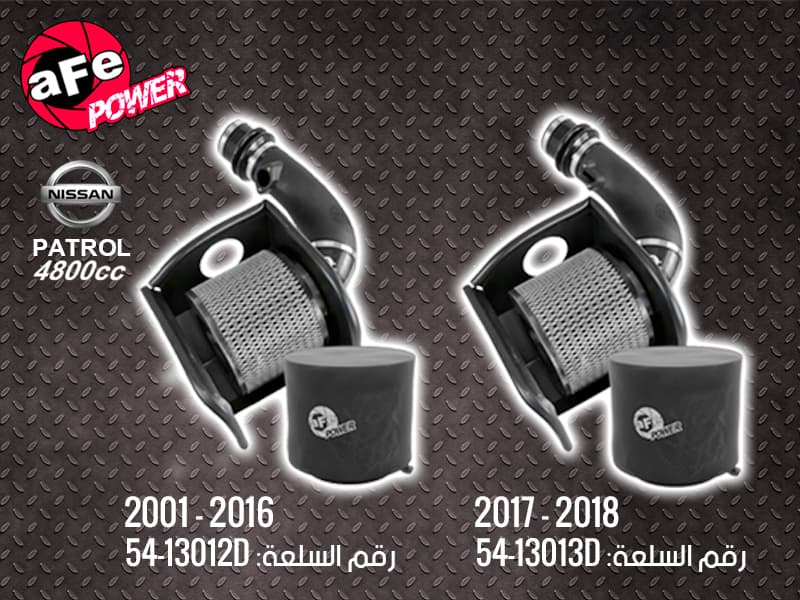 aFe
POWER
NISSAN
PATROL
4800cc
aFe
POWER
aFe
POWER
2001 - 2016
رقم السلعة: 54-13012D
2017 - 2018
رقم السلعة: 54-13013D